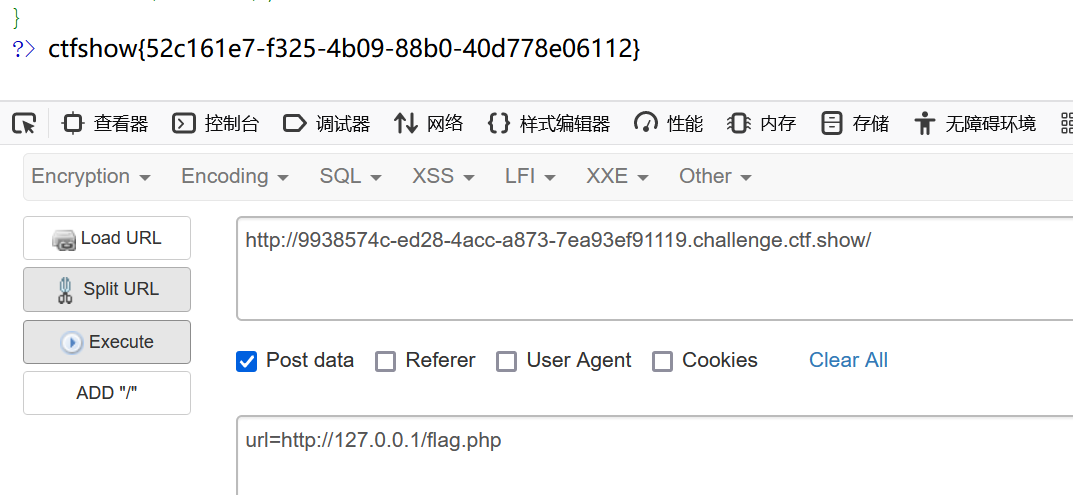 }
?> ctfshow{52c161e7-f325-4b09-88b0-40d778e06112}
查看器 控制台 调试器 网络 样式编辑器 性能 内存 存储 无障碍环境
Encryption Encoding SQL XSS LFI XXE Other
Load URL
http://9938574c-ed28-4acc-a873-7ea93ef91119.challenge.ctf.show/
Split URL
Execute
Post data Referer User Agent Cookies Clear All
ADD "/"
url=http://127.0.0.1/flag.php